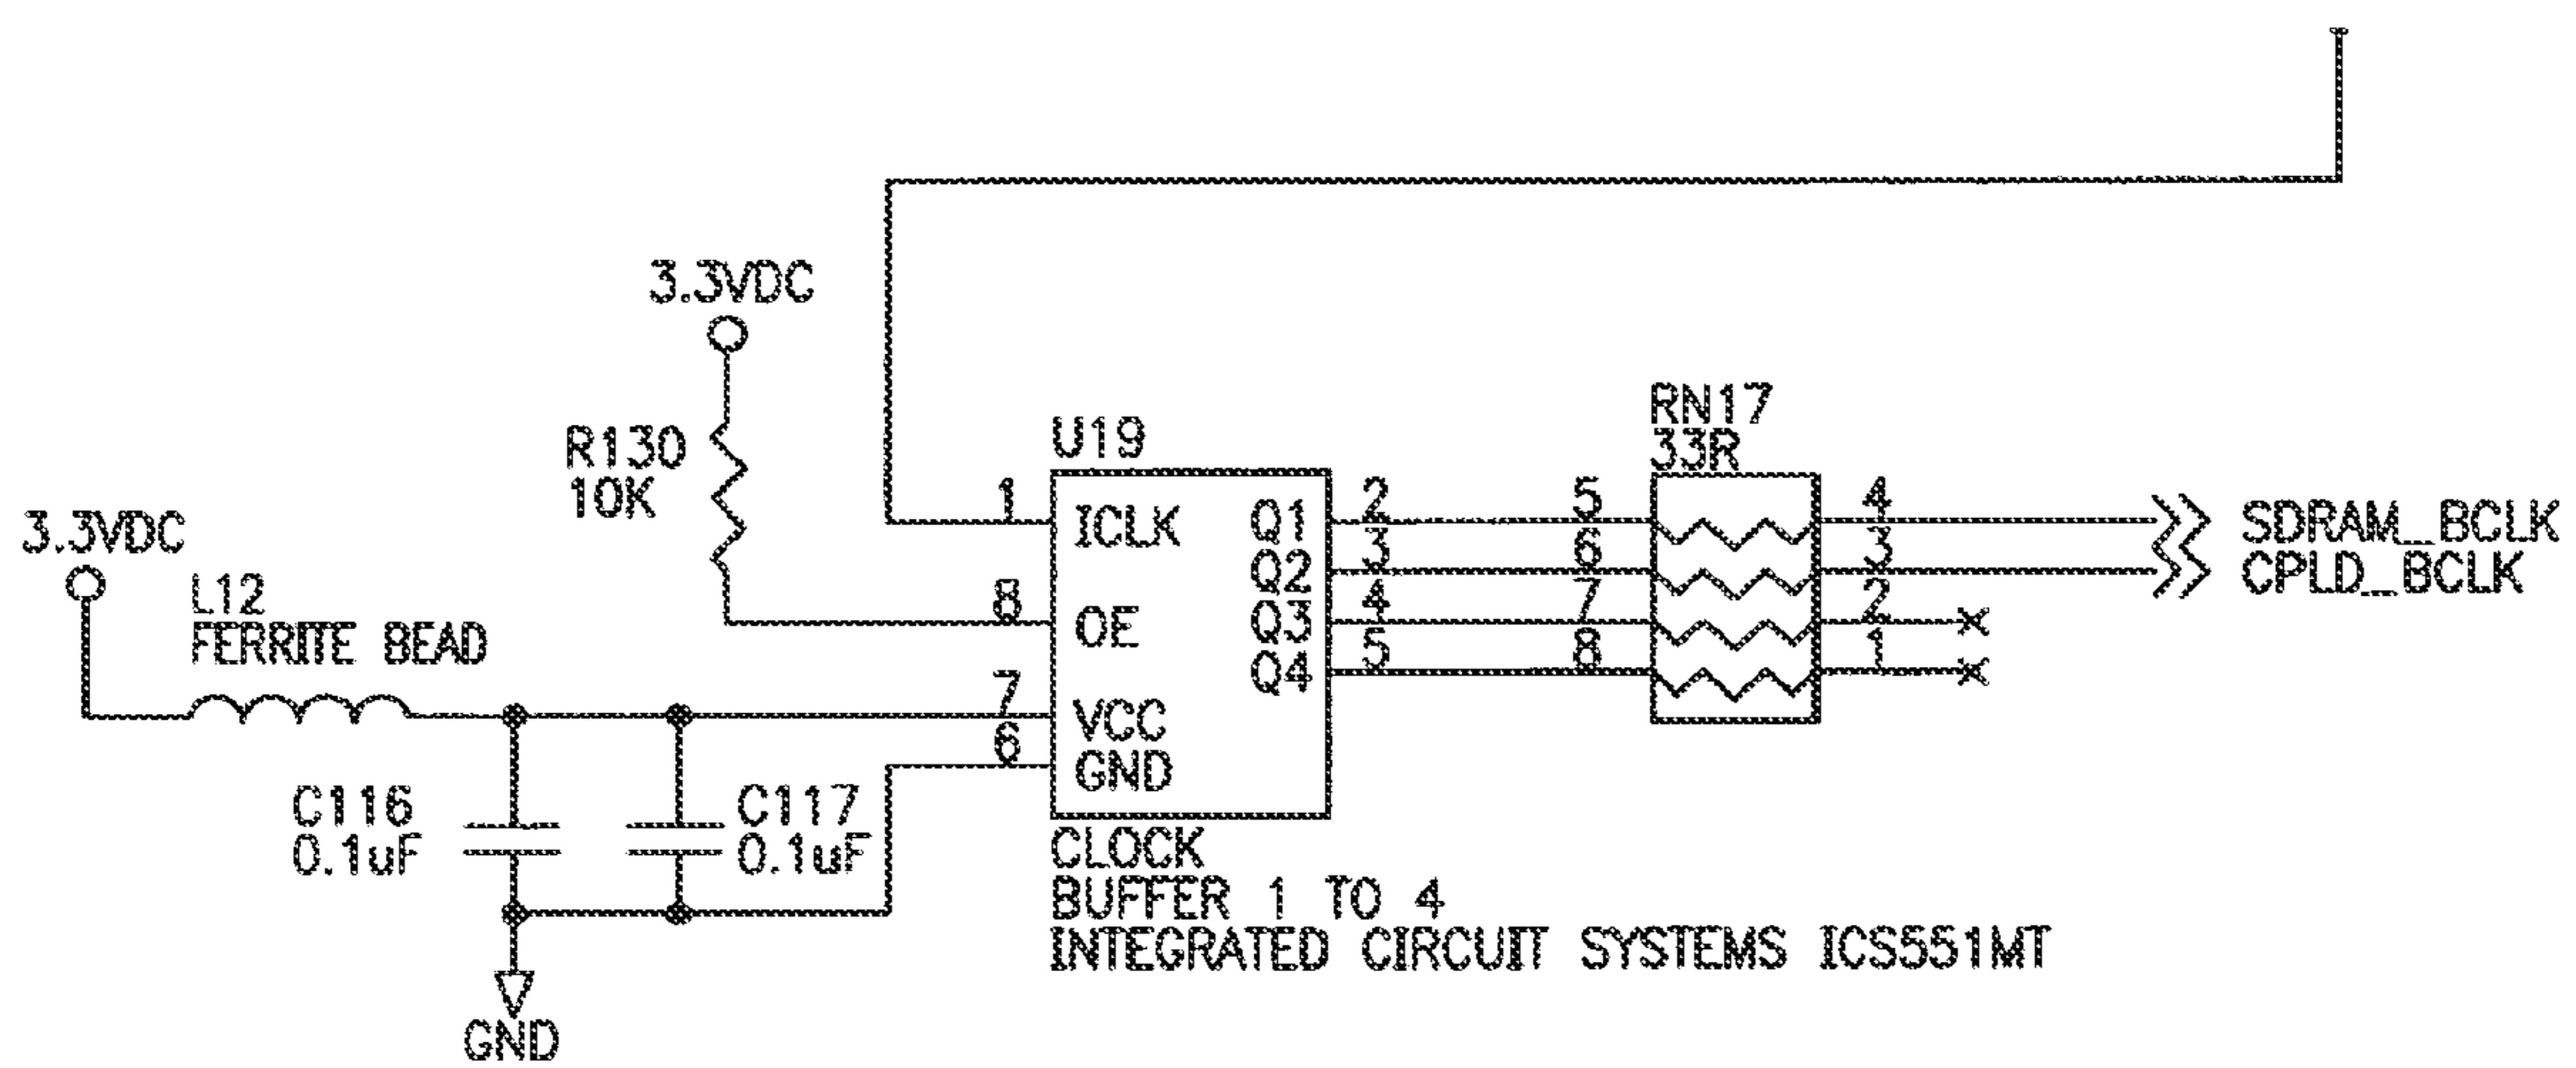 3.3VDC
R130
10K
3.3VDC
L12
FERRITE BEAD
C116
0.1uF
C117
0.1uF
GND
U19
1
8
7
6
ICLK
OE
VCC
GND
Q1
Q2
Q3
Q4
2
3
4
5
CLOCK
BUFFER 1 TO 4
INTEGRATED CIRCUIT SYSTEMS ICS551MT
RN17
33R
5
6
7
8
4
3
2
1
SDRAM_BCLK
CPLD_BCLK